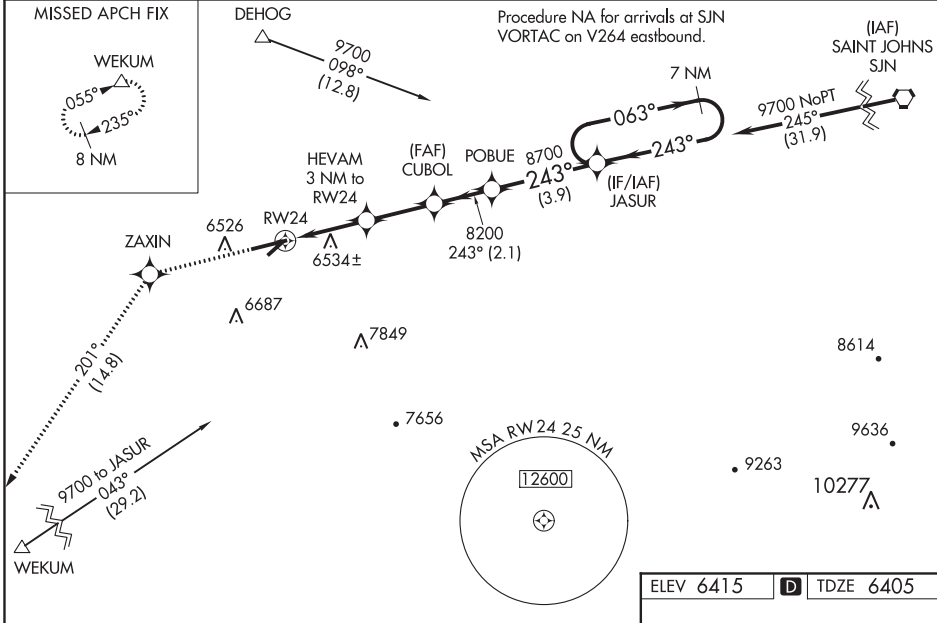 MISSED APCH FIX
WEKUM
055°
235°
8 NM
DEHOG
9700
098°
(12.8)
Procedure NA for arrivals at SJN
VORTAC on V264 eastbound.
(IAF)
SAINT JOHNS
SJN
7 NM
9700 NoPT
245°
(31.9)
063°
243°
(IF/IAF)
JASUR
8700
243°
(3.9)
POBUE
(FAF)
CUBOL
8200
243° (2.1)
HEVAM
3 NM to
RW24
RW24
6526
6534±
ZAXIN
6687
7849
201°
(14.8)
7656
8614
9636
9263
10277
9700 to JASUR
043°
(29.2)
WEKUM
MSA RW 24 25 NM
12600
ELEV 6415 D TDZE 6405